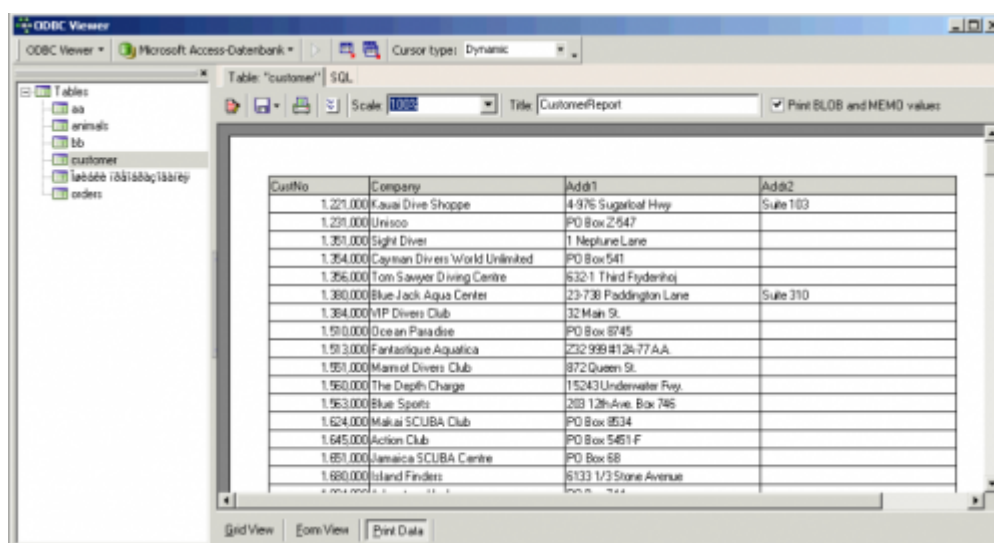 ODBC Viewer
ODBC Viewer Microsoft Access-Datenbank Cursor type: Dynamic
Table: "customer" SQL
Scale: 100% Title: CustomerReport Print BLOB and MEMO values
Tables
aa
animals
bb
customer
orders
CustNo Company Addr1 Addr2
1.221,000 Kauai Dive Shoppe 4-976 Sugarloaf Hwy Suite 103
1.231,000 Unisco PO Box Z-547
1.351,000 Sight Diver 1 Neptune Lane
1.354,000 Cayman Divers World Unlimited PO Box 541
1.356,000 Tom Sawyer Diving Centre 632-1 Third Frydenhoj
1.380,000 Blue Jack Aqua Center 23-738 Paddington Lane Suite 310
1.384,000 VIP Divers Club 32 Main St.
1.510,000 Ocean Paradise PO Box 8745
1.513,000 Fantastique Aquatica Z32 999 #12A-77 A.A.
1.551,000 Marmot Divers Club 872 Queen St.
1.560,000 The Depth Charge 15243 Underwater Fwy.
1.563,000 Blue Sports 203 12th Ave. Box 746
1.624,000 Makai SCUBA Club PO Box 8534
1.645,000 Action Club PO Box 5451-F
1.651,000 Jamaica SCUBA Centre PO Box 68
1.680,000 Island Finders 6133 1/3 Stone Avenue
Grid View Form View Print Data